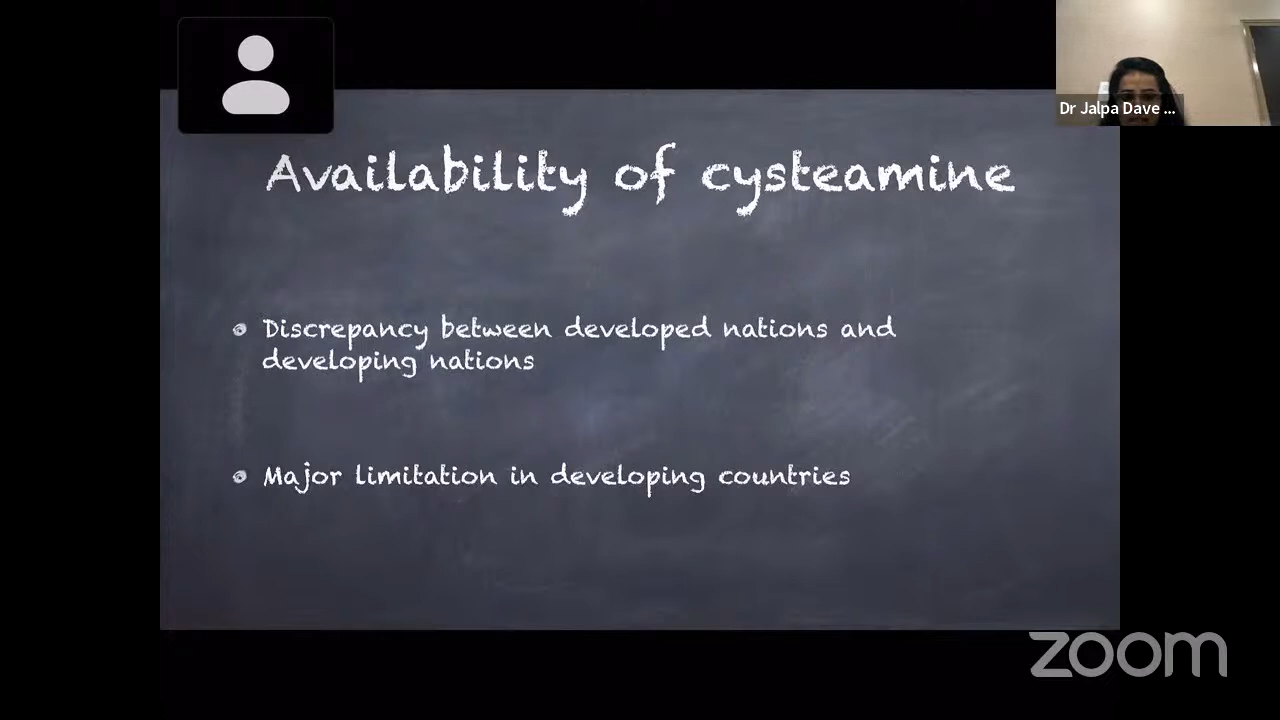 Dr Jalpa Dave ...
Availability of cysteamine
Discrepancy between developed nations and
developing nations
Major limitation in developing countries
zoom